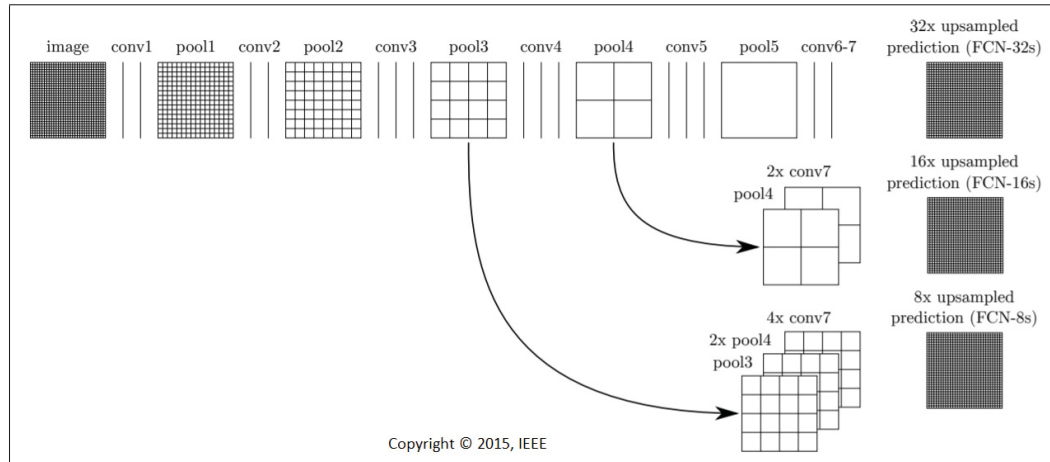 image conv1 pool1 conv2 pool2 conv3 pool3 conv4 pool4 conv5 pool5 conv6-7
32x upsampled
prediction (FCN-32s)
2x conv7
pool4
16x upsampled
prediction (FCN-16s)
4x conv7
2x pool4
pool3
8x upsampled
prediction (FCN-8s)
Copyright © 2015, IEEE